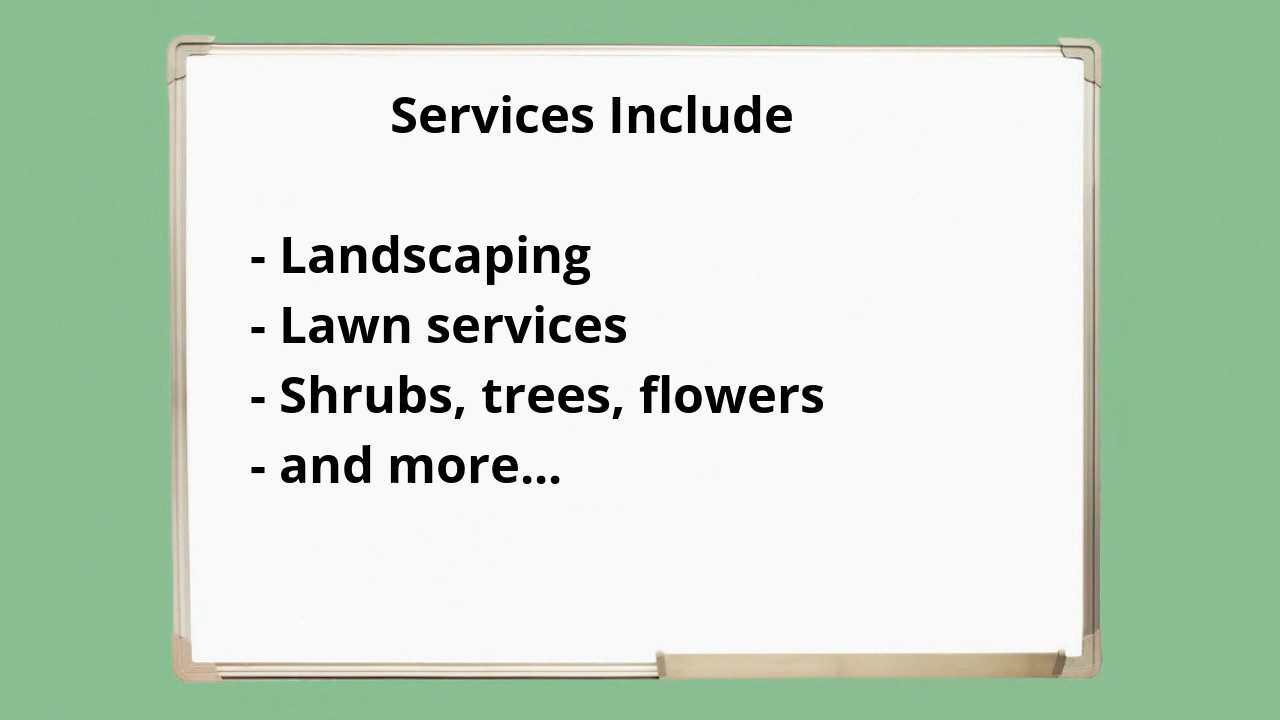 Services Include
- Landscaping
- Lawn services
- Shrubs, trees, flowers
- and more...